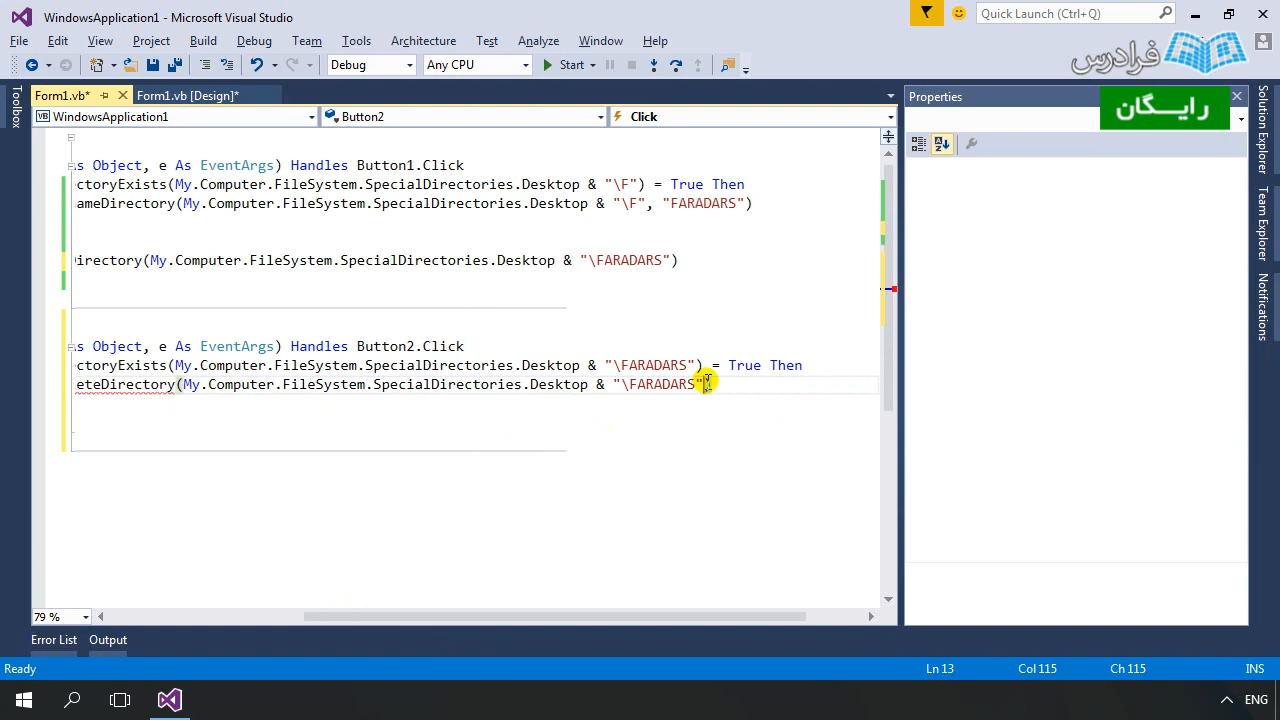 WindowsApplication1 - Microsoft Visual Studio
Quick Launch (Ctrl+Q)
File Edit View Project Build Debug Team Tools Architecture Test Analyze Window Help
Debug Any CPU Start
فرادرس
Form1.vb* Form1.vb [Design]* Properties
رایـــگان
WindowsApplication1 Button2 Click
Toolbox
Solution Explorer
Team Explorer
Notifications
As Object, e As EventArgs) Handles Button1.Click
ctoryExists(My.Computer.FileSystem.SpecialDirectories.Desktop & "\F") = True Then
ameDirectory(My.Computer.FileSystem.SpecialDirectories.Desktop & "\F", "FARADARS")
Directory(My.Computer.FileSystem.SpecialDirectories.Desktop & "\FARADARS")
As Object, e As EventArgs) Handles Button2.Click
ctoryExists(My.Computer.FileSystem.SpecialDirectories.Desktop & "\FARADARS") = True Then
eteDirectory(My.Computer.FileSystem.SpecialDirectories.Desktop & "\FARADARS"
79 %
Error List Output
Ready Ln 13 Col 115 Ch 115 INS
ENG